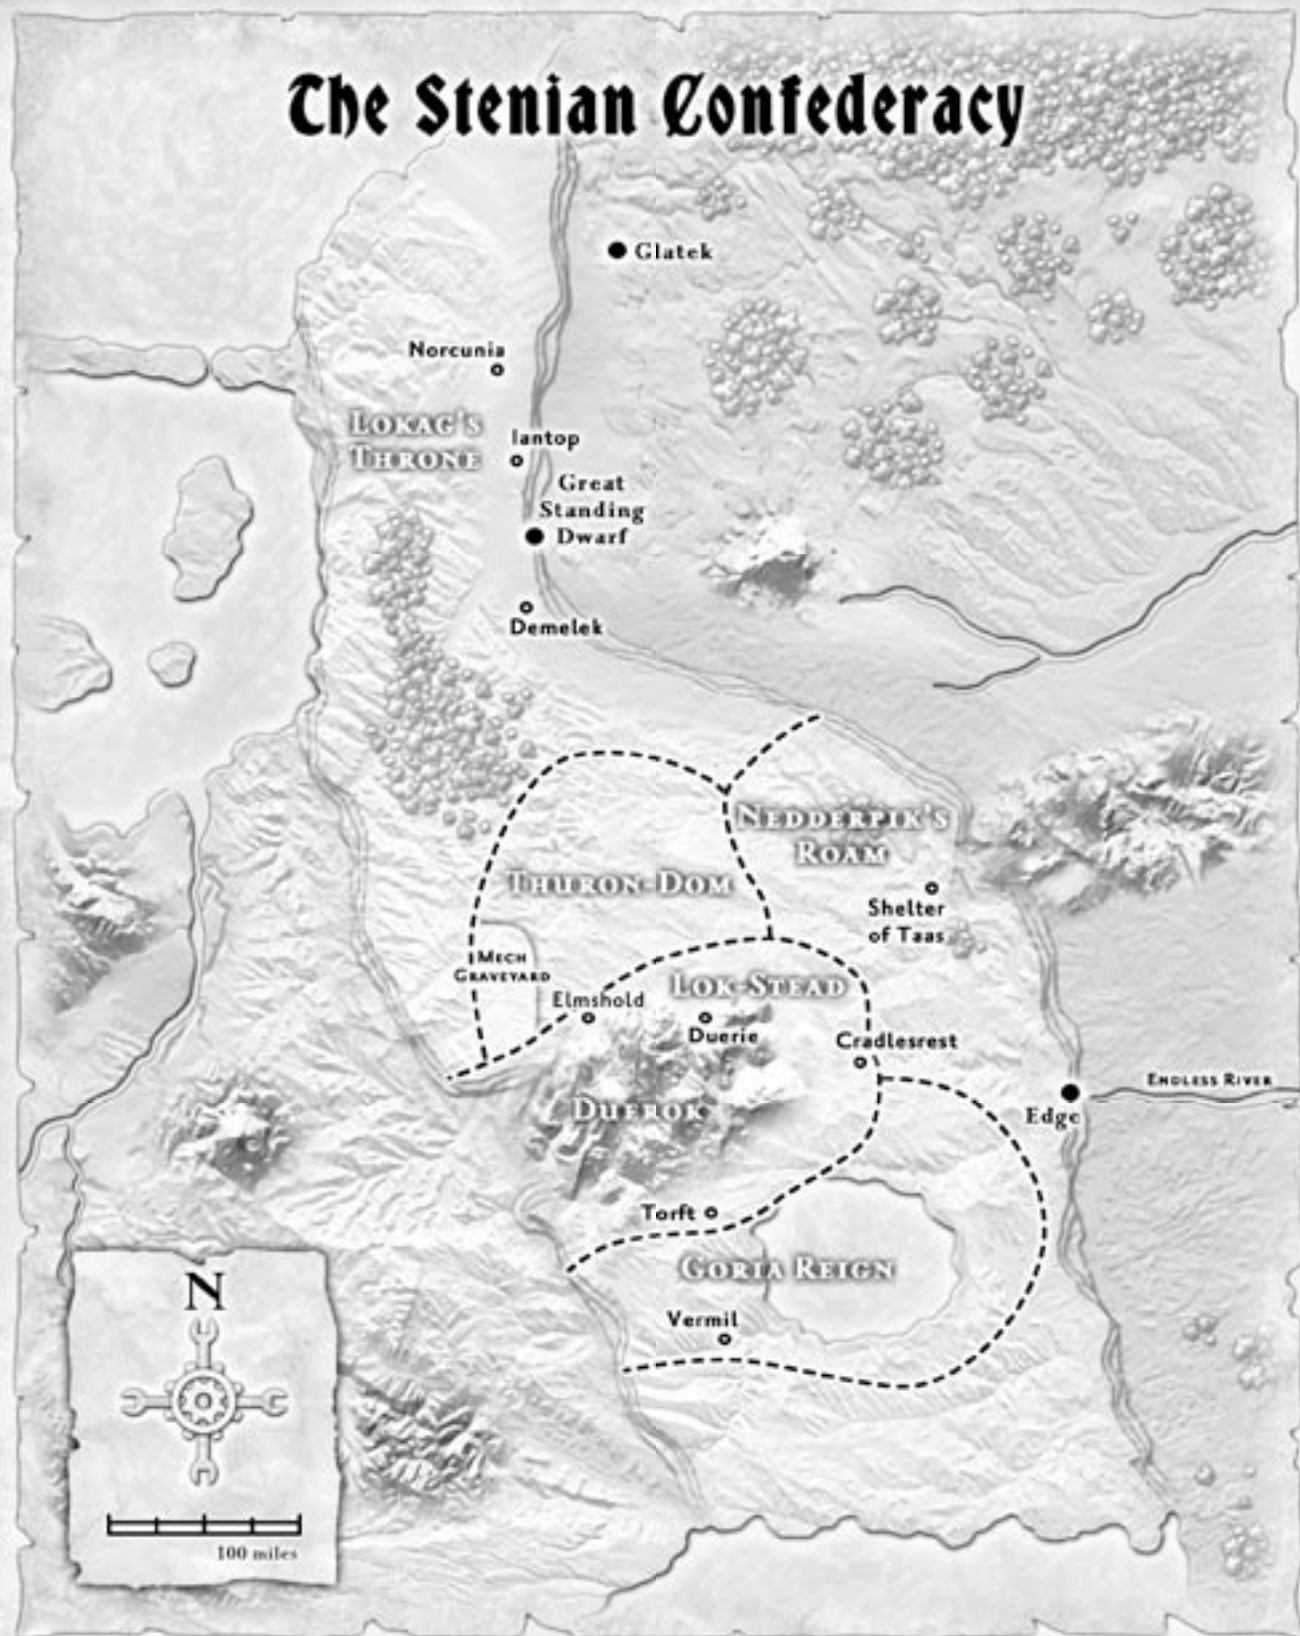 The Stenian Confederacy
Glatek
Norcunia
Lokag's
Throne
Iantop
Great
Standing
Dwarf
Demelek
Nedderpik's
Roam
Thuron-Dom
Shelter
of Taas
Mech
Graveyard
Lok-Stead
Elmshold
Duerie
Cradlesrest
Endless River
Edge
Duerok
Torft
Goria Reign
Vermil
N
100 miles